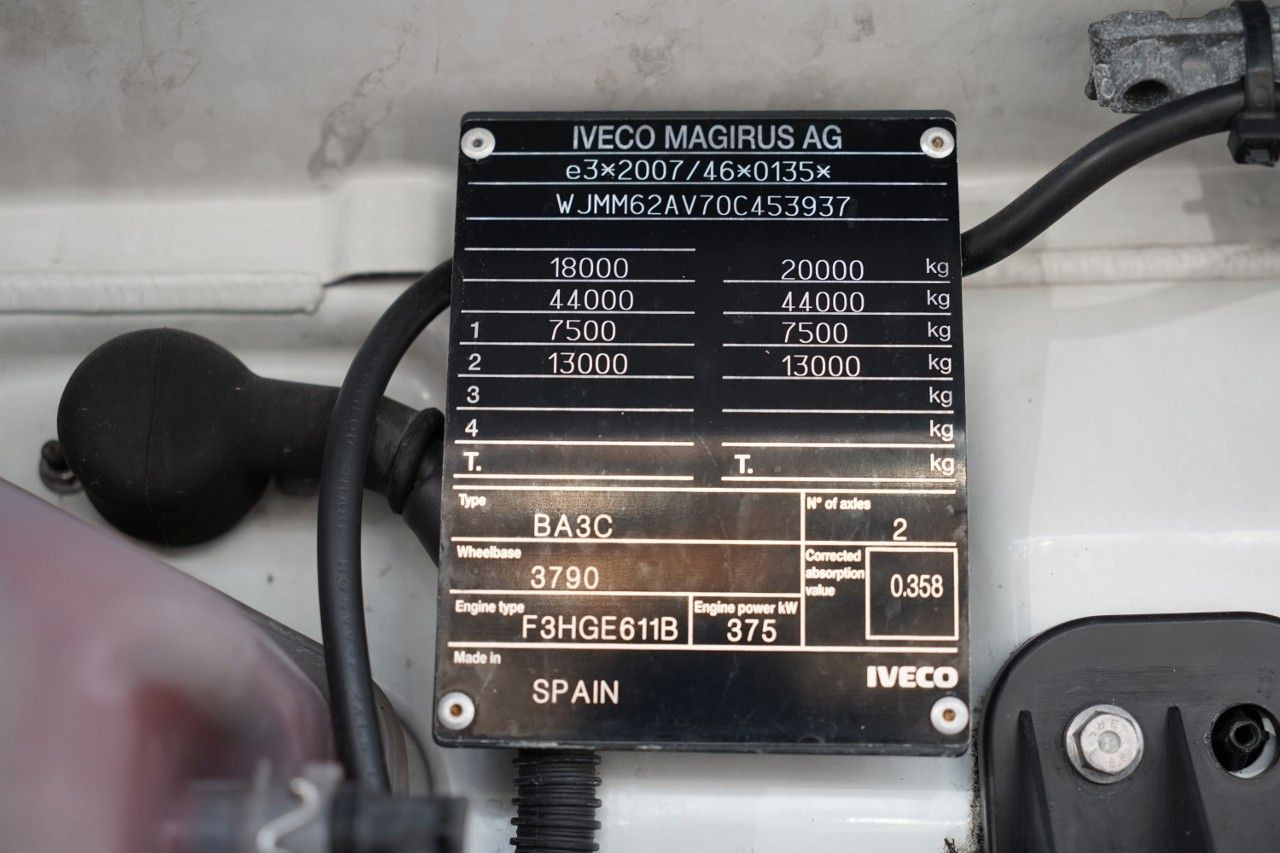 IVECO MAGIRUS AG
e3*2007/46*0135*
WJMM62AV70C453937
18000 20000 kg
44000 44000 kg
1 7500 7500 kg
2 13000 13000 kg
3 kg
4 kg
T. T. kg
Type BA3C N° of axles 2
Wheelbase 3790 Corrected absorption value 0.358
Engine type F3HGE611B Engine power kW 375
Made in SPAIN IVECO